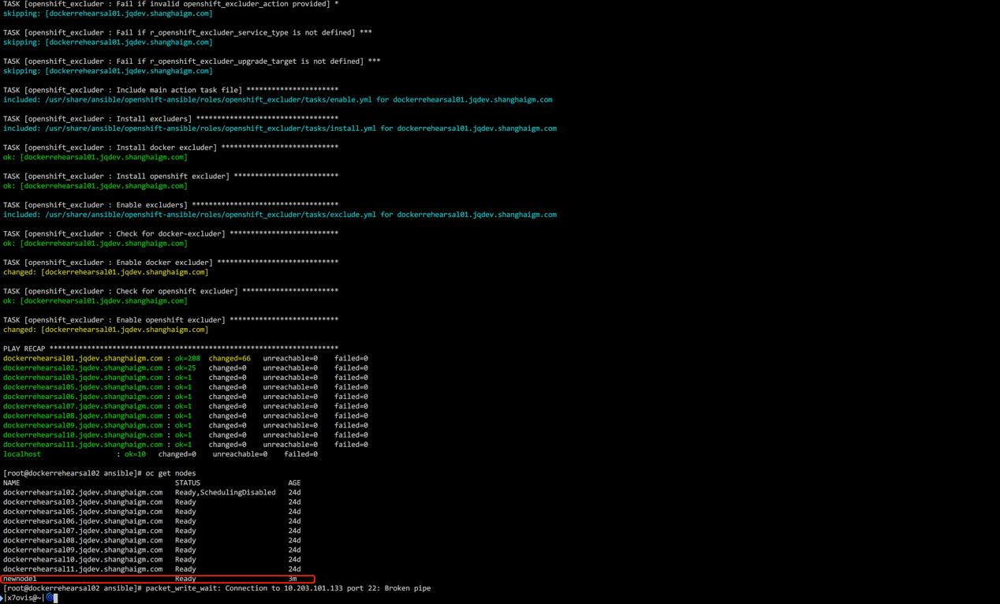 TASK [openshift_excluder : Fail if invalid openshift_excluder_action provided] *
skipping: [dockerrehearsal01.jqdev.shanghaigm.com]
TASK [openshift_excluder : Fail if r_openshift_excluder_service_type is not defined] ***
skipping: [dockerrehearsal01.jqdev.shanghaigm.com]
TASK [openshift_excluder : Fail if r_openshift_excluder_upgrade_target is not defined] ***
skipping: [dockerrehearsal01.jqdev.shanghaigm.com]
TASK [openshift_excluder : Include main action task file] **********************
included: /usr/share/ansible/openshift-ansible/roles/openshift_excluder/tasks/enable.yml for dockerrehearsal01.jqdev.shanghaigm.com
TASK [openshift_excluder : Install excluders] **********************************
included: /usr/share/ansible/openshift-ansible/roles/openshift_excluder/tasks/install.yml for dockerrehearsal01.jqdev.shanghaigm.com
TASK [openshift_excluder : Install docker excluder] ****************************
ok: [dockerrehearsal01.jqdev.shanghaigm.com]
TASK [openshift_excluder : Install openshift excluder] *************************
ok: [dockerrehearsal01.jqdev.shanghaigm.com]
TASK [openshift_excluder : Enable excluders] ***********************************
included: /usr/share/ansible/openshift-ansible/roles/openshift_excluder/tasks/exclude.yml for dockerrehearsal01.jqdev.shanghaigm.com
TASK [openshift_excluder : Check for docker-excluder] **************************
ok: [dockerrehearsal01.jqdev.shanghaigm.com]
TASK [openshift_excluder : Enable docker excluder] *****************************
changed: [dockerrehearsal01.jqdev.shanghaigm.com]
TASK [openshift_excluder : Check for openshift excluder] ***********************
ok: [dockerrehearsal01.jqdev.shanghaigm.com]
TASK [openshift_excluder : Enable openshift excluder] **************************
changed: [dockerrehearsal01.jqdev.shanghaigm.com]
PLAY RECAP *********************************************************************
dockerrehearsal01.jqdev.shanghaigm.com : ok=208 changed=66 unreachable=0 failed=0
dockerrehearsal02.jqdev.shanghaigm.com : ok=25 changed=0 unreachable=0 failed=0
dockerrehearsal03.jqdev.shanghaigm.com : ok=1 changed=0 unreachable=0 failed=0
dockerrehearsal05.jqdev.shanghaigm.com : ok=1 changed=0 unreachable=0 failed=0
dockerrehearsal06.jqdev.shanghaigm.com : ok=1 changed=0 unreachable=0 failed=0
dockerrehearsal07.jqdev.shanghaigm.com : ok=1 changed=0 unreachable=0 failed=0
dockerrehearsal08.jqdev.shanghaigm.com : ok=1 changed=0 unreachable=0 failed=0
dockerrehearsal09.jqdev.shanghaigm.com : ok=1 changed=0 unreachable=0 failed=0
dockerrehearsal10.jqdev.shanghaigm.com : ok=1 changed=0 unreachable=0 failed=0
dockerrehearsal11.jqdev.shanghaigm.com : ok=1 changed=0 unreachable=0 failed=0
localhost : ok=10 changed=0 unreachable=0 failed=0
[root@dockerrehearsal02 ansible]# oc get nodes
NAME STATUS AGE
dockerrehearsal02.jqdev.shanghaigm.com Ready,SchedulingDisabled 24d
dockerrehearsal03.jqdev.shanghaigm.com Ready 24d
dockerrehearsal05.jqdev.shanghaigm.com Ready 24d
dockerrehearsal06.jqdev.shanghaigm.com Ready 24d
dockerrehearsal07.jqdev.shanghaigm.com Ready 24d
dockerrehearsal08.jqdev.shanghaigm.com Ready 24d
dockerrehearsal09.jqdev.shanghaigm.com Ready 24d
dockerrehearsal10.jqdev.shanghaigm.com Ready 24d
dockerrehearsal11.jqdev.shanghaigm.com Ready 24d
newnode1 Ready 3m
[root@dockerrehearsal02 ansible]# packet_write_wait: Connection to 10.203.101.133 port 22: Broken pipe
|x7ovis@~|🌀